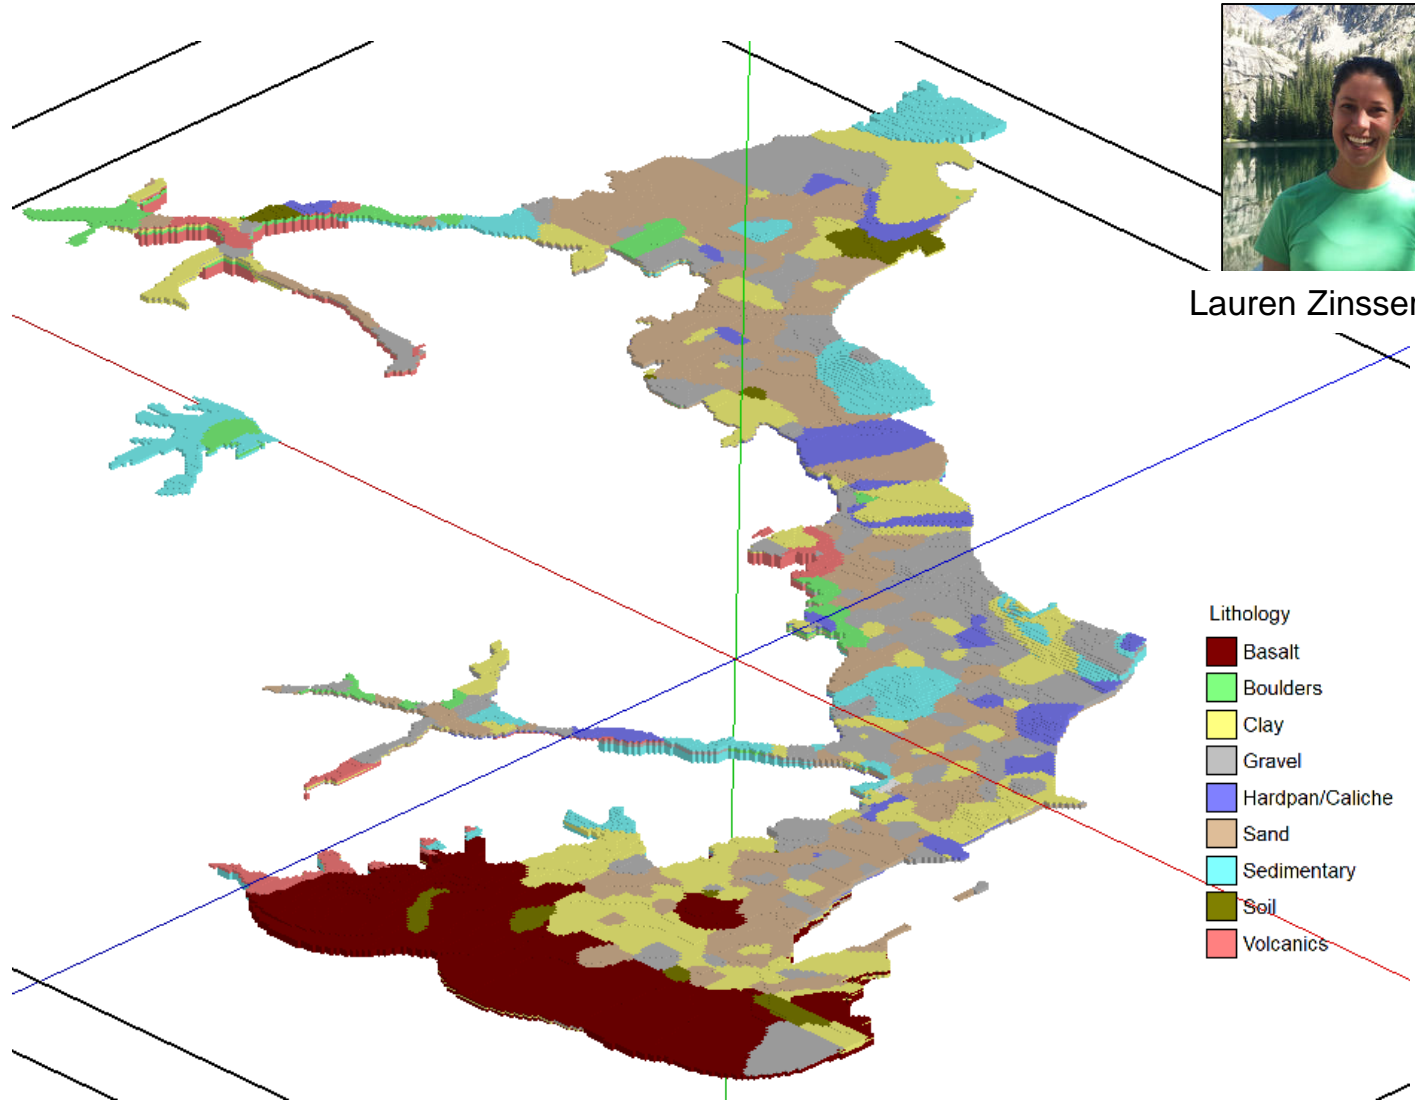 Lauren Zinsser
Lithology
Basalt
Boulders
Clay
Gravel
Hardpan/Caliche
Sand
Sedimentary
Soil
Volcanics